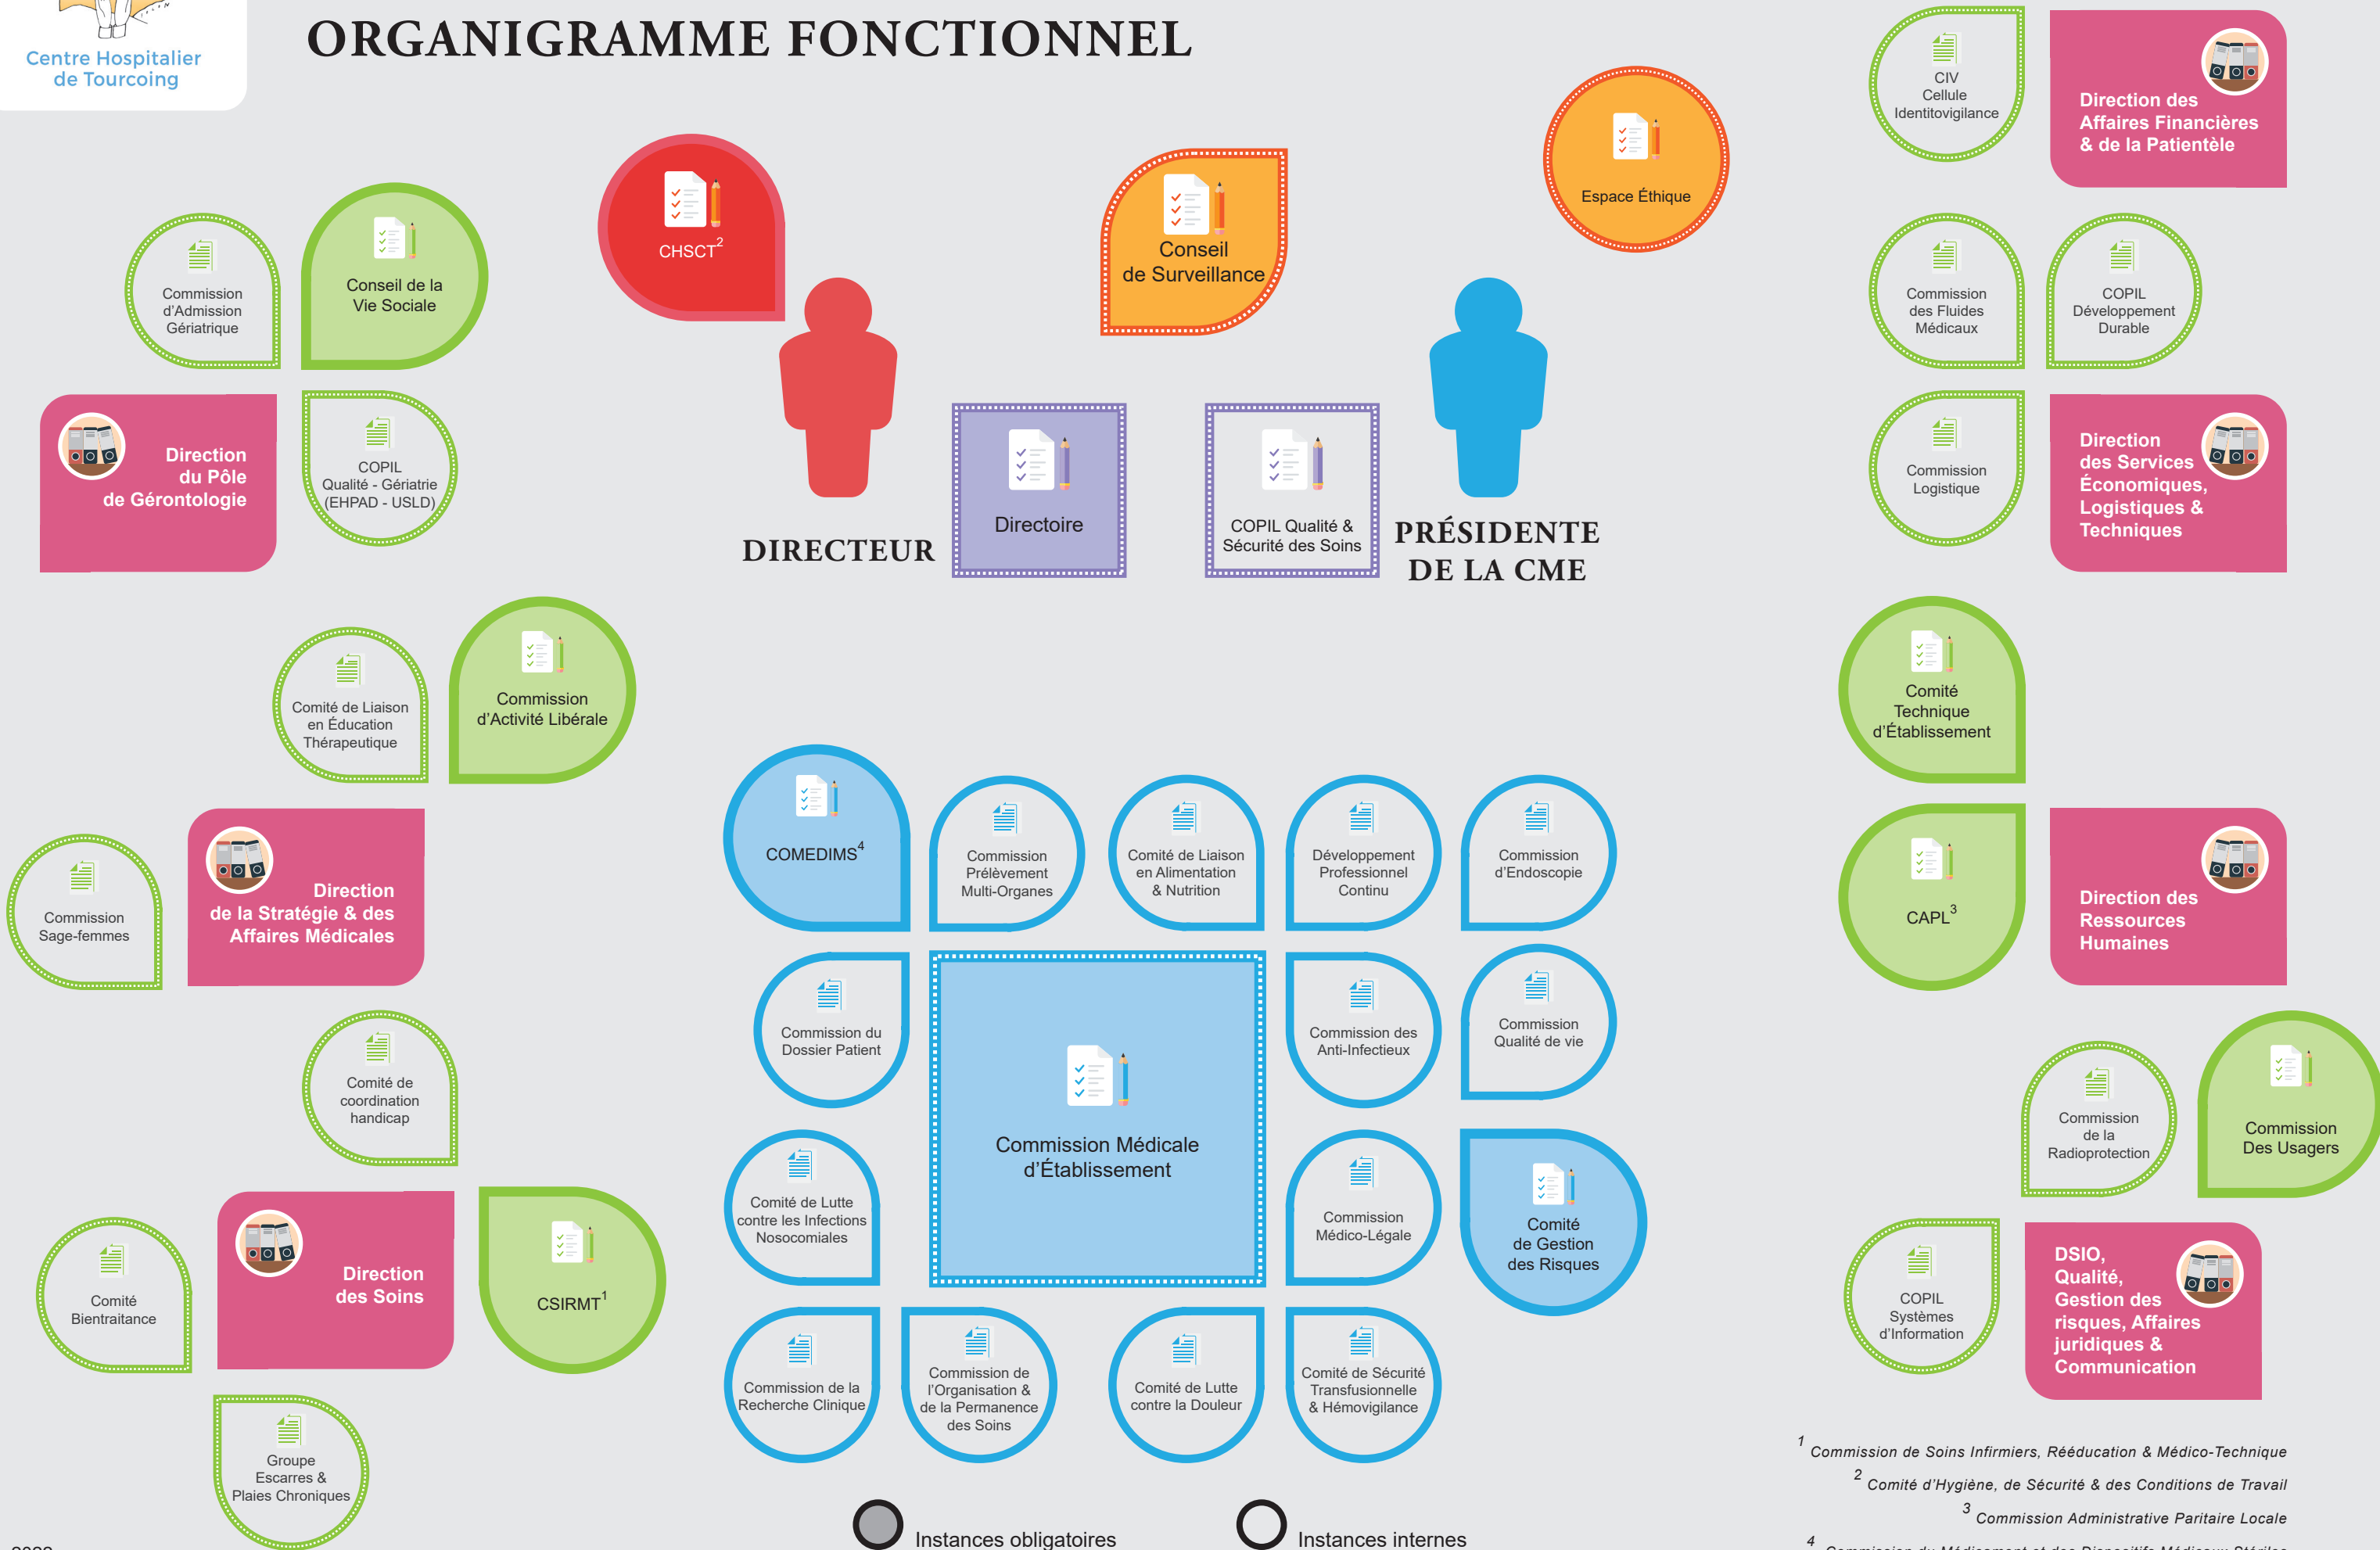 Centre Hospitalier
de Tourcoing
ORGANIGRAMME FONCTIONNEL
CIV
Cellule
Identitovigilance
Direction des
Affaires Financières
& de la Patientèle
CHSCT2
Conseil
de Surveillance
Espace Éthique
Commission
d'Admission
Gériatrique
Conseil de la
Vie Sociale
Commission
des Fluides
Médicaux
COPIL
Développement
Durable
Direction
du Pôle
de Gérontologie
COPIL
Qualité - Gériatrie
(EHPAD - USLD)
DIRECTEUR
Directoire
COPIL Qualité &
Sécurité des Soins
PRÉSIDENTE
DE LA CME
Commission
Logistique
Direction
des Services
Économiques,
Logistiques &
Techniques
Comité de Liaison
en Éducation
Thérapeutique
Commission
d'Activité Libérale
Comité
Technique
d'Établissement
Commission
Sage-femmes
Direction
de la Stratégie & des
Affaires Médicales
COMEDIMS4
Commission
Prélèvement
Multi-Organes
Comité de Liaison
en Alimentation
& Nutrition
Développement
Professionnel
Continu
Commission
d'Endoscopie
CAPL3
Direction des
Ressources
Humaines
Commission du
Dossier Patient
Commission Médicale
d'Établissement
Commission des
Anti-Infectieux
Commission
Qualité de vie
Comité de
coordination
handicap
Commission
de la
Radioprotection
Commission
Des Usagers
Comité
Bientraitance
Direction
des Soins
CSIRMT1
Comité de Lutte
contre les Infections
Nosocomiales
Commission
Médico-Légale
Comité
de Gestion
des Risques
COPIL
Systèmes
d'Information
DSIO,
Qualité,
Gestion des
risques, Affaires
juridiques &
Communication
Groupe
Escarres &
Plaies Chroniques
Commission de la
Recherche Clinique
Commission de
l'Organisation &
de la Permanence
des Soins
Comité de Lutte
contre la Douleur
Comité de Sécurité
Transfusionnelle
& Hémovigilance
1 Commission de Soins Infirmiers, Rééducation & Médico-Technique
2 Comité d'Hygiène, de Sécurité & des Conditions de Travail
3 Commission Administrative Paritaire Locale
4 Commission du Médicament et des Dispositifs Médicaux Stériles
Instances obligatoires
Instances internes